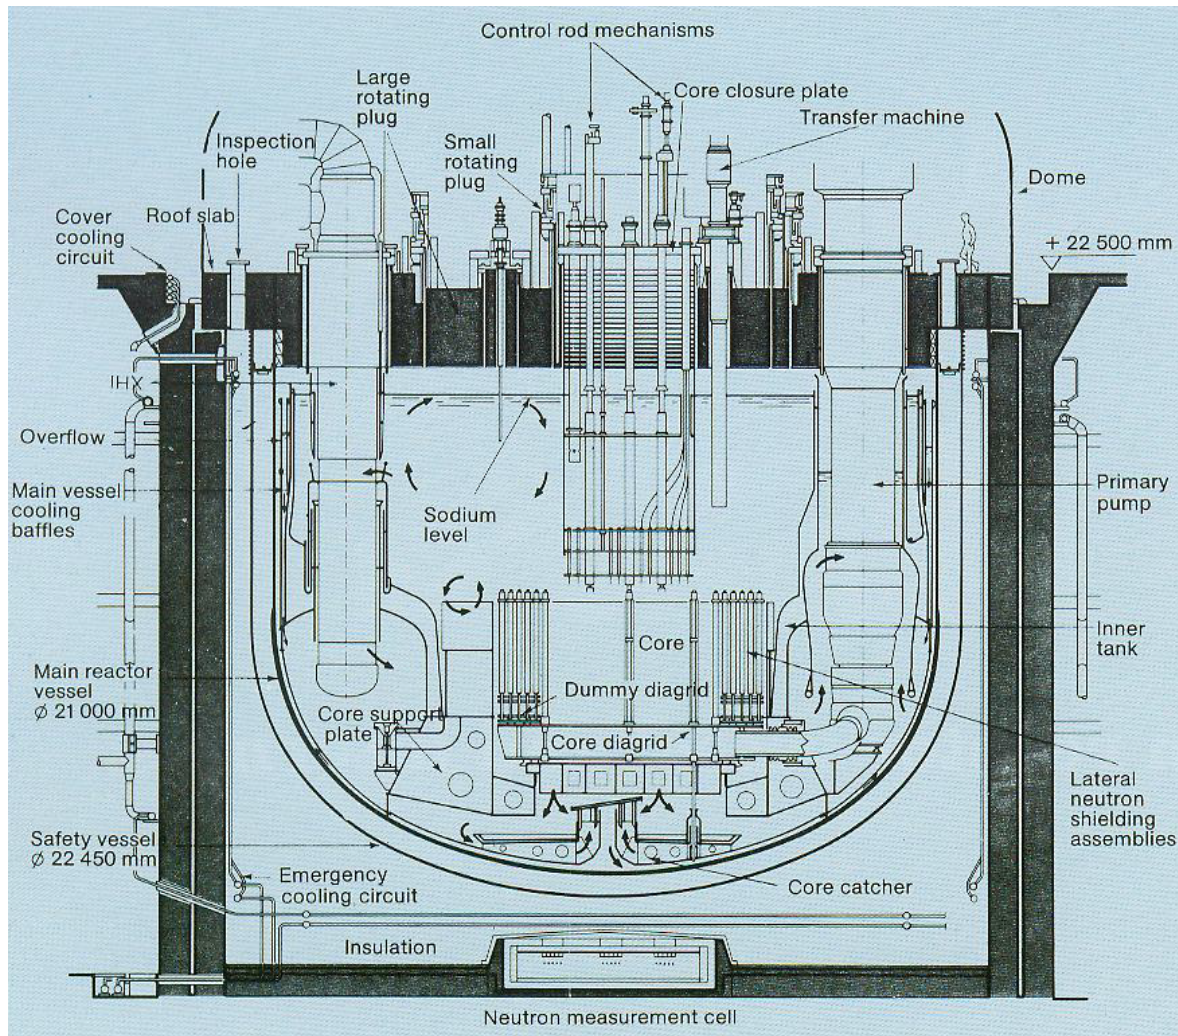 Control rod mechanisms
Large
rotating
plug
Core closure plate
Transfer machine
Inspection
hole
Small
rotating
plug
Dome
Cover
cooling
circuit
Roof slab
+ 22 500 mm
IHX
Overflow
Main vessel
cooling
baffles
Sodium
level
Primary
pump
Inner
tank
Core
Main reactor
vessel
Ø 21 000 mm
Dummy diagrid
Core support
plate
Core diagrid
Lateral
neutron
shielding
assemblies
Safety vessel
Ø 22 450 mm
Emergency
cooling circuit
Core catcher
Insulation
Neutron measurement cell